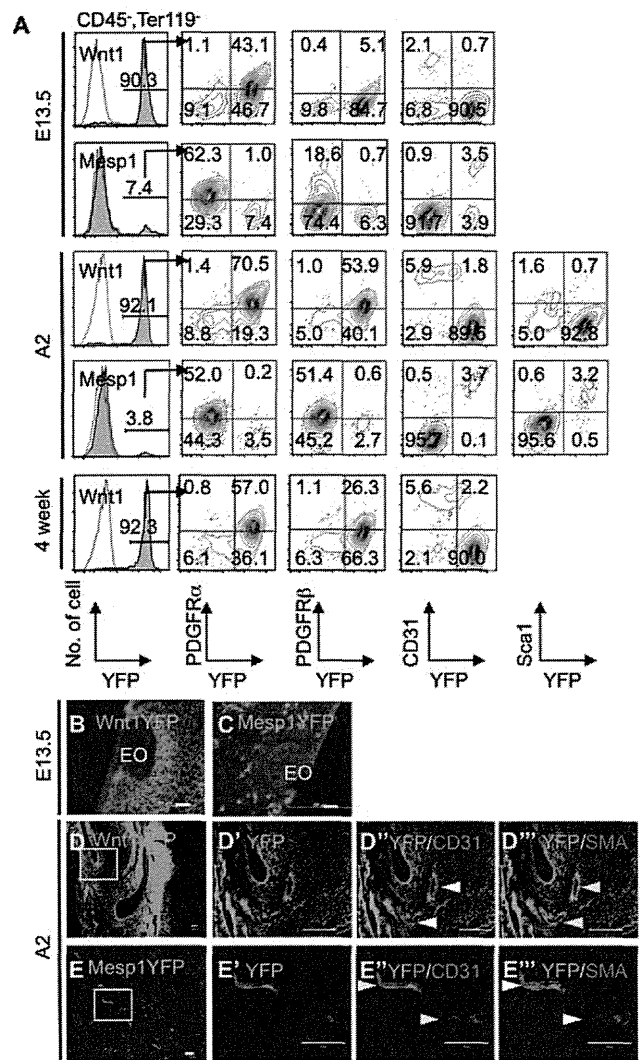 CD45-,Ter119-
A
E13.5
Wnt1
90.3
1.1 43.1
9.1 46.7
0.4 5.1
9.8 84.7
2.1 0.7
6.8 90.5
Mesp1
7.4
62.3 1.0
29.3 7.4
18.6 0.7
74.4 6.3
0.9 3.5
91.7 3.9
A2
Wnt1
92.1
1.4 70.5
8.8 19.3
1.0 53.9
5.0 40.1
5.9 1.8
2.9 89.5
1.6 0.7
5.0 92.8
Mesp1
3.8
52.0 0.2
44.3 3.5
51.4 0.6
45.2 2.7
0.5 3.7
95.7 0.1
0.6 3.2
95.6 0.5
4 week
Wnt1
92.3
0.8 57.0
6.1 36.1
1.1 26.3
6.3 66.3
5.6 2.2
2.1 90.0
No. of cell
YFP
PDGFRα
YFP
PDGFRβ
YFP
CD31
YFP
Sca1
YFP
E13.5
B Wnt1YFP
EO
C Mesp1YFP
EO
A2
D
D' YFP
D'' YFP/CD31
D''' YFP/SMA
E Mesp1YFP
E' YFP
E'' YFP/CD31
E''' YFP/SMA